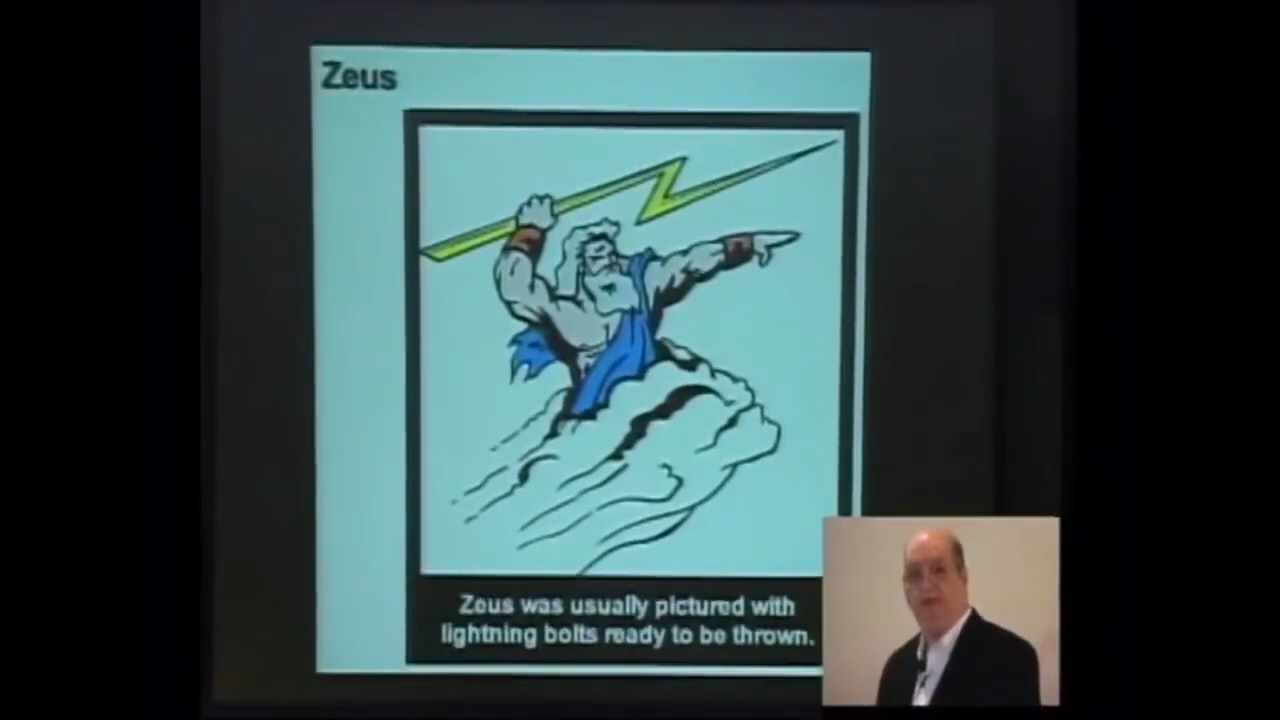 Zeus
Zeus was usually pictured with
lightning bolts ready to be thrown.